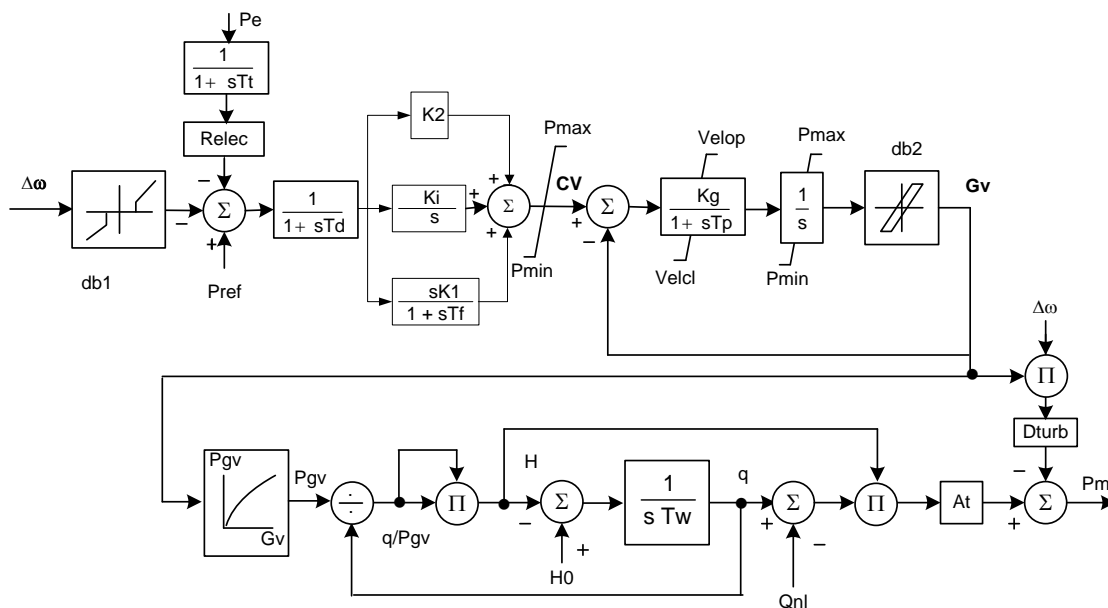 Pe
1
1+ sTt
Relec
Δω
db1
−
−
Σ
+
Pref
1
1+ sTd
K2
Ki
s
sK1
1 + sTf
+
+
+
Σ
Pmax
Pmin
CV
+
−
Σ
Velop
Kg
1 + sTp
Velcl
Pmax
1
s
Pmin
db2
Gv
Δω
Π
Dturb
Pgv
Gv
Pgv
÷
q/Pgv
Π
H
−
Σ
+
H0
1
s Tw
q
+
Σ
−
Qnl
Π
At
−
+
Σ
Pm